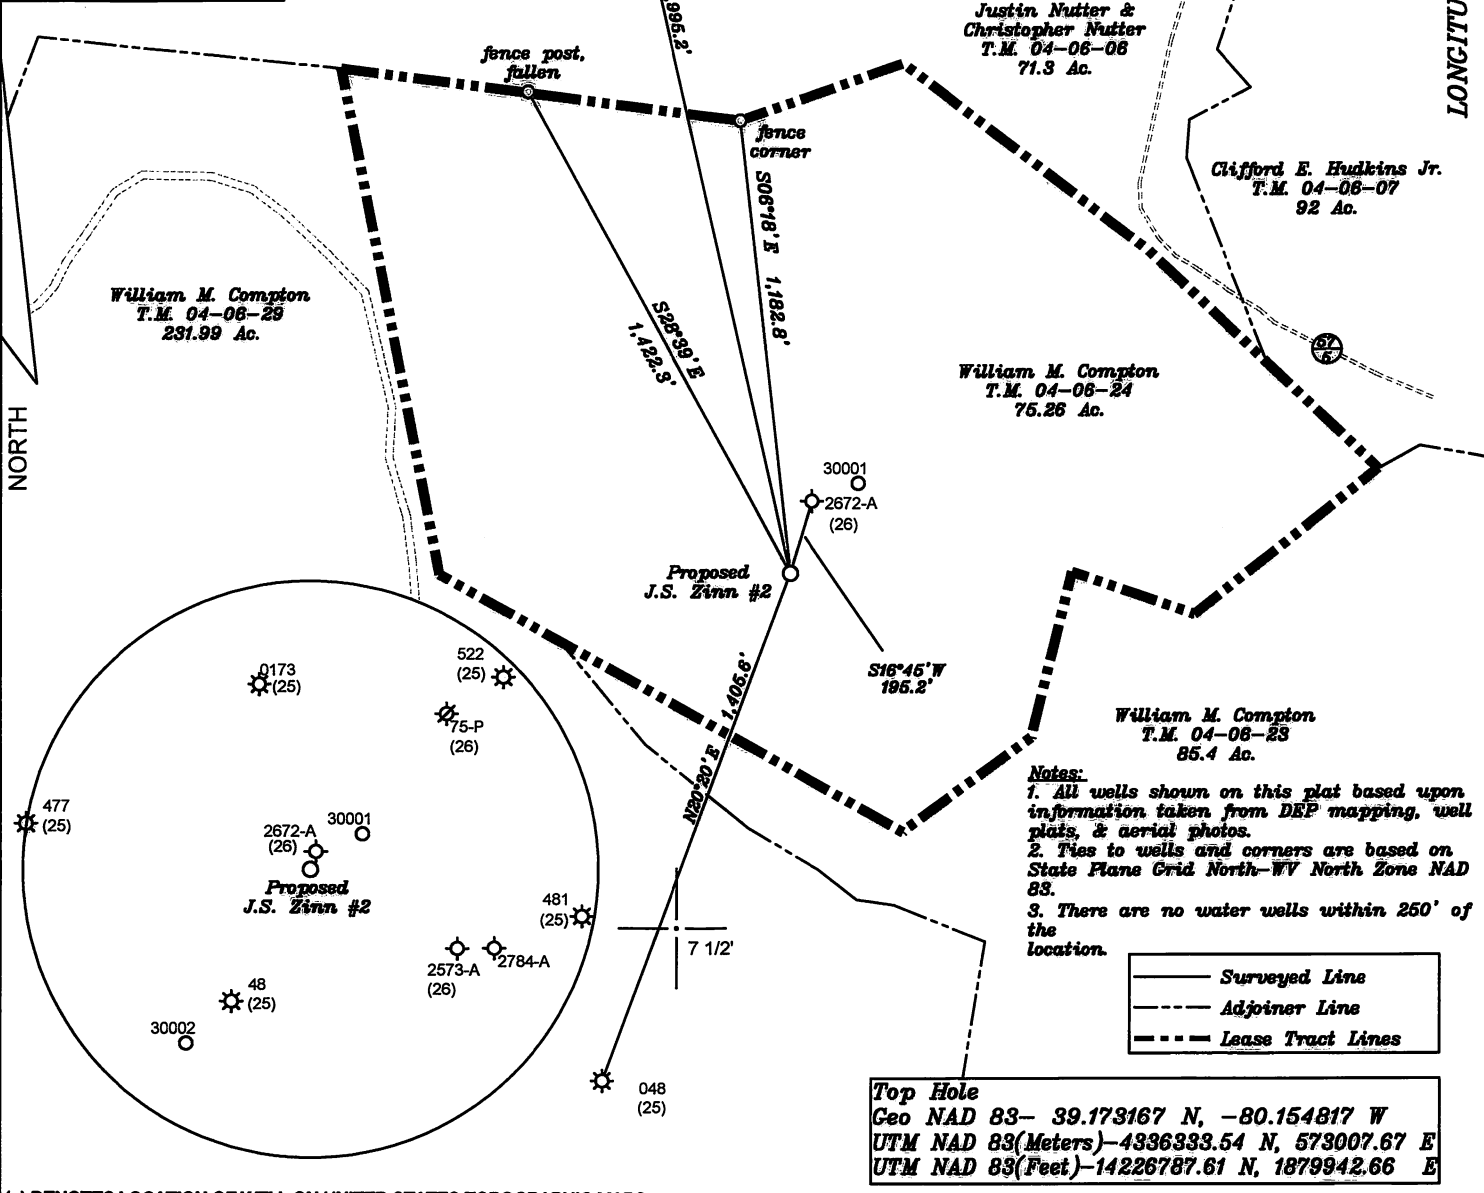 ,995.2'
Justin Nutter &
Christopher Nutter
T.M. 04-06-06
71.3 Ac.
LONGITU
fence post,
fallen
fence
corner
S06°18'E 1,182.8'
Clifford E. Hudkins Jr.
T.M. 04-06-07
92 Ac.
William M. Compton
T.M. 04-06-29
231.99 Ac.
S28°39'E
1,422.3'
57
5
William M. Compton
T.M. 04-06-24
75.26 Ac.
NORTH
30001
2672-A
(26)
Proposed
J.S. Zinn #2
S16°45'W
195.2'
N20°20'E 1,405.6'
0173
(25)
522
(25)
75-P
(26)
477
(25)
2672-A
(26)
30001
Proposed
J.S. Zinn #2
481
(25)
2573-A
(26)
2784-A
48
(25)
30002
7 1/2'
048
(25)
William M. Compton
T.M. 04-06-23
85.4 Ac.
Notes:
1. All wells shown on this plat based upon
information taken from DEP mapping, well
plats, & aerial photos.
2. Ties to wells and corners are based on
State Plane Grid North-WV North Zone NAD
83.
3. There are no water wells within 250' of
the
location.
Surveyed Line
Adjoiner Line
Lease Tract Lines
Top Hole
Geo NAD 83- 39.173167 N, -80.154817 W
UTM NAD 83(Meters)-4336333.54 N, 573007.67 E
UTM NAD 83(Feet)-14226787.61 N, 1879942.66 E